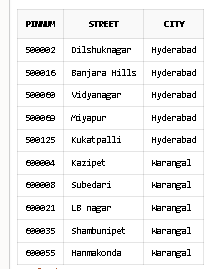 PINNUM STREET CITY
500002 Dilshuknagar Hyderabad
500016 Banjara Hills Hyderabad
500060 Vidyanagar Hyderabad
500069 Miyapur Hyderabad
500125 Kukatpalli Hyderabad
600004 Kazipet Warangal
600008 Subedari Warangal
600021 LB nagar Warangal
600035 Shambunipet Warangal
600055 Hanmakonda Warangal